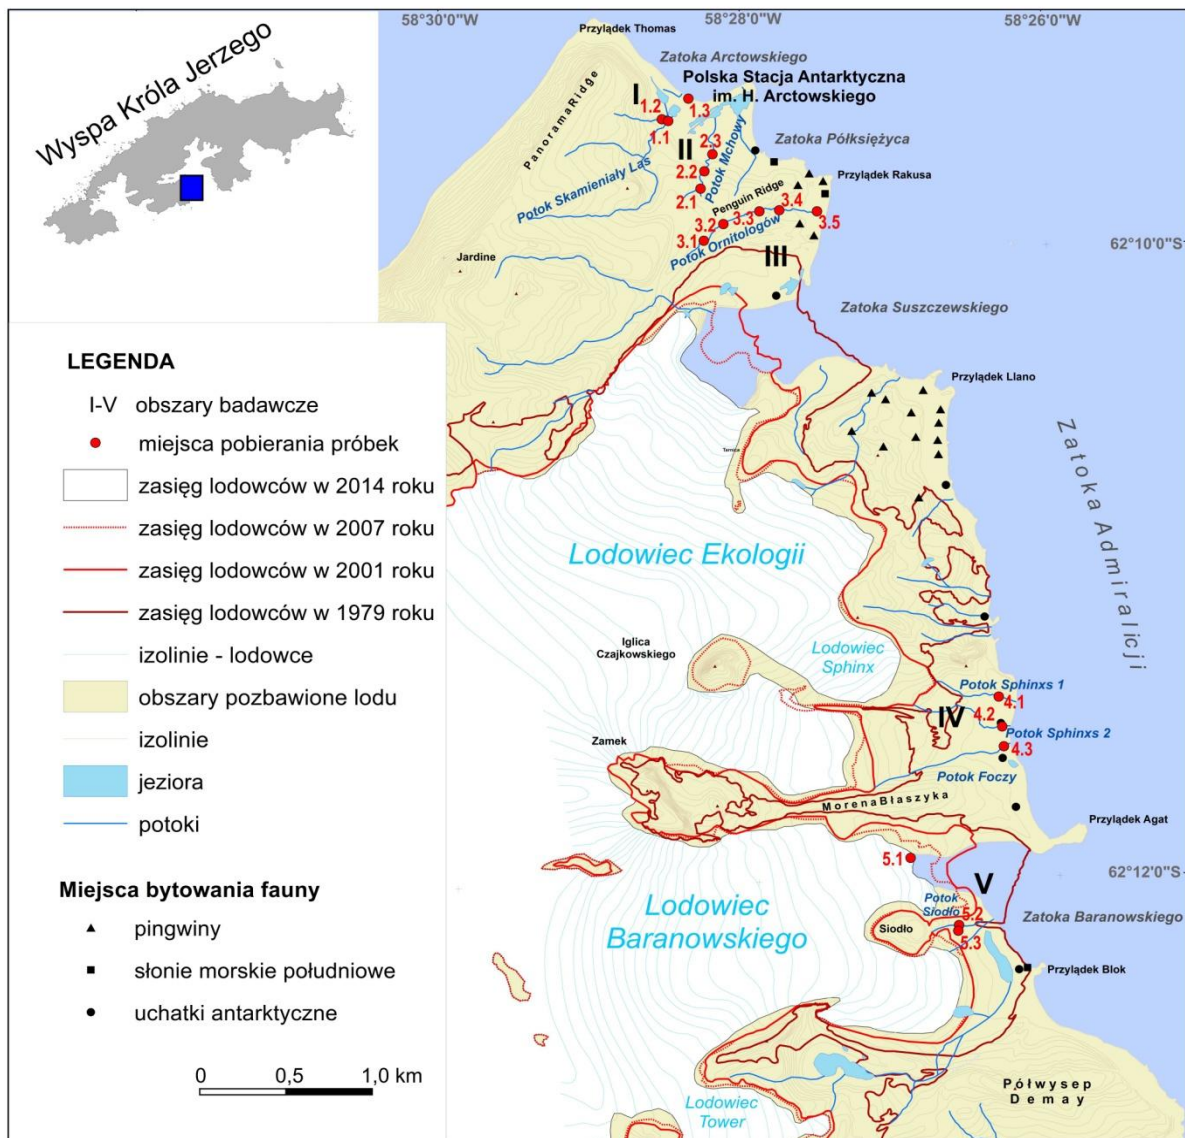 58°30'0"W
58°28'0"W
58°26'0"W
Wyspa Króla Jerzego
Przylądek Thomas
Zatoka Arctowskiego
Polska Stacja Antarktyczna
im. H. Arctowskiego
Panorama Ridge
I
1.2
1.3
1.1
Zatoka Półksiężyca
II
2.3
2.2
2.1
Potok Mchowy
Potok Skamieniały Las
Przylądek Rakusa
Penguin Ridge
3.4
3.3
3.5
3.2
3.1
Potok Ornitologów
62°10'0"S
III
Jardine
Zatoka Suszczewskiego
Przylądek Llano
Zatoka Admiralicji
Lodowiec Ekologii
Iglica
Czajkowskiego
Lodowiec
Sphinx
Potok Sphinxs 1
4.1
IV
4.2
Potok Sphinxs 2
4.3
Zamek
Potok Foczy
Morena Błaszyka
Przylądek Agat
5.1
62°12'0"S
V
Potok
Siodło
5.2
Zatoka Baranowskiego
Lodowiec
Baranowskiego
Siodło
5.3
Przylądek Blok
Półwysep
Demay
Lodowiec
Tower
LEGENDA
I-V obszary badawcze
miejsca pobierania próbek
zasięg lodowców w 2014 roku
zasięg lodowców w 2007 roku
zasięg lodowców w 2001 roku
zasięg lodowców w 1979 roku
izolinie - lodowce
obszary pozbawione lodu
izolinie
jeziora
potoki
Miejsca bytowania fauny
pingwiny
słonie morskie południowe
uchatki antarktyczne
0 0,5 1,0 km